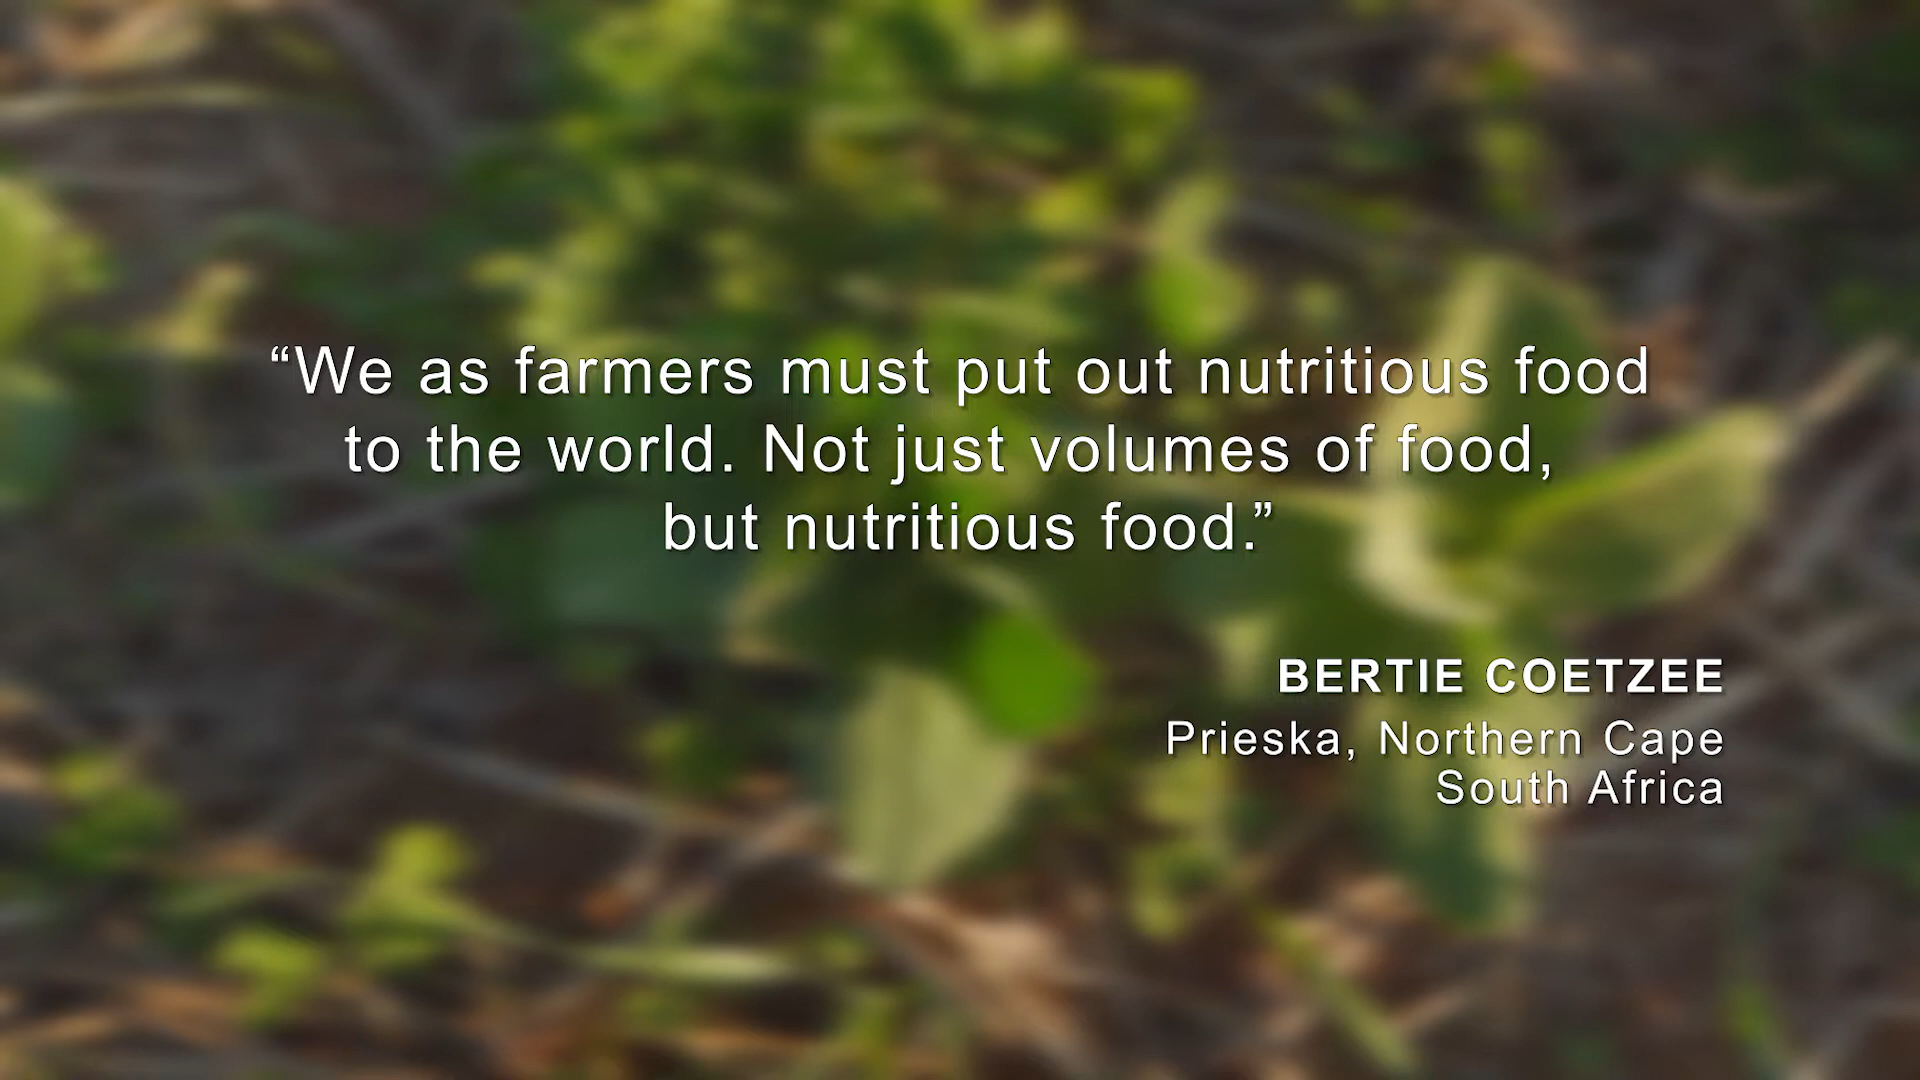 “We as farmers must put out nutritious food
to the world. Not just volumes of food,
but nutritious food.”
BERTIE COETZEE
Prieska, Northern Cape
South Africa